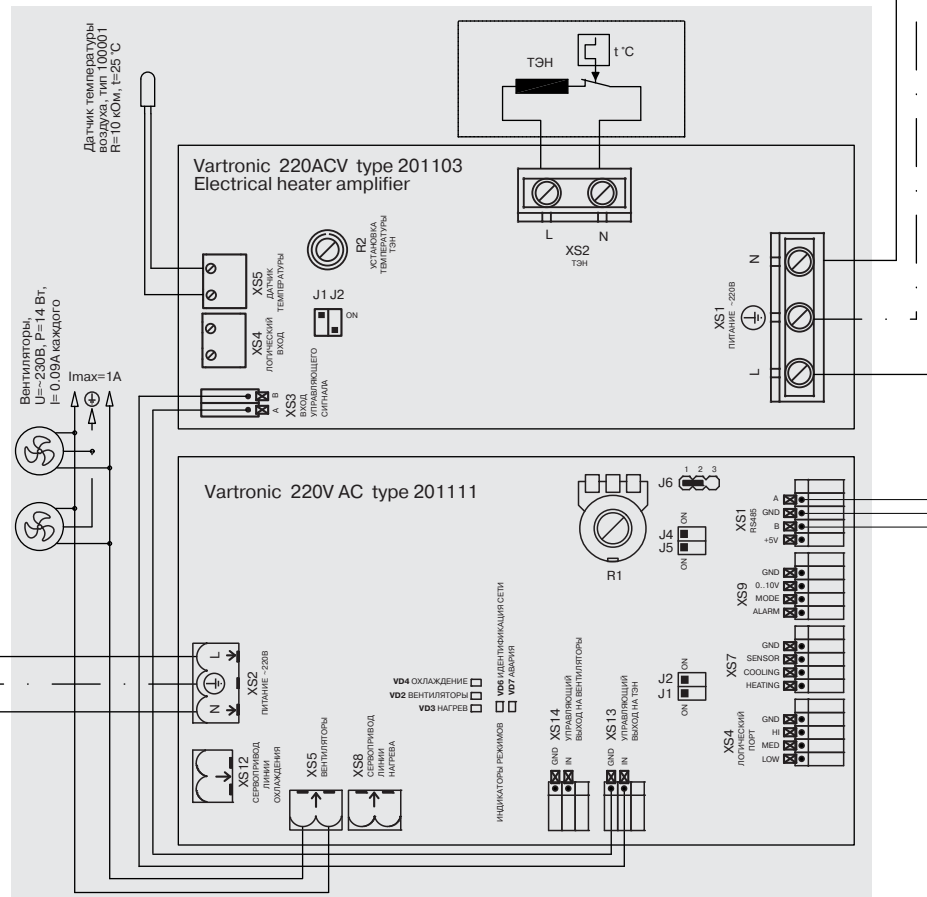 Датчик температуры
воздуха, тип 100001
R=10 кОм, t=25 °C
ТЭН
t °C
Vartronic 220ACV type 201103
Electrical heater amplifier
L
N
XS2
ТЭН
R2
УСТАНОВКА
ТЕМПЕРАТУРЫ
ТЭН
XS5
ДАТЧИК
ТЕМПЕРАТУРЫ
J1 J2
ON
XS4
ЛОГИЧЕСКИЙ
ВХОД
XS3
ВХОД
УПРАВЛЯЮЩЕГО
СИГНАЛА
B
A
XS1
ПИТАНИЕ ~220В
N
L
Вентиляторы,
U=~230В, P=14 Вт,
I= 0.09А каждого
Imax=1A
Vartronic 220V AC type 201111
R1
J6
1 2 3
J4
J5
ON
ON
XS1
RS485
A
GND
B
+5V
XS9
GND
0..10V
MODE
ALARM
XS7
GND
SENSOR
COOLING
HEATING
XS4
ЛОГИЧЕСКИЙ
ПОРТ
GND
HI
MED
LOW
J2
J1
ON
ON
L
N
XS2
ПИТАНИЕ ~220В
VD4 ОХЛАЖДЕНИЕ
VD2 ВЕНТИЛЯТОРЫ
VD3 НАГРЕВ
VD6 ИДЕНТИФИКАЦИЯ СЕТИ
VD7 АВАРИЯ
ИНДИКАТОРЫ РЕЖИМОВ
XS12
СЕРВОПРИВОД
ЛИНИИ
ОХЛАЖДЕНИЯ
XS5
ВЕНТИЛЯТОРЫ
XS8
СЕРВОПРИВОД
ЛИНИИ
НАГРЕВА
XS14
УПРАВЛЯЮЩИЙ
ВЫХОД НА ВЕНТИЛЯТОРЫ
GND
IN
XS13
УПРАВЛЯЮЩИЙ
ВЫХОД НА ТЭН
GND
IN